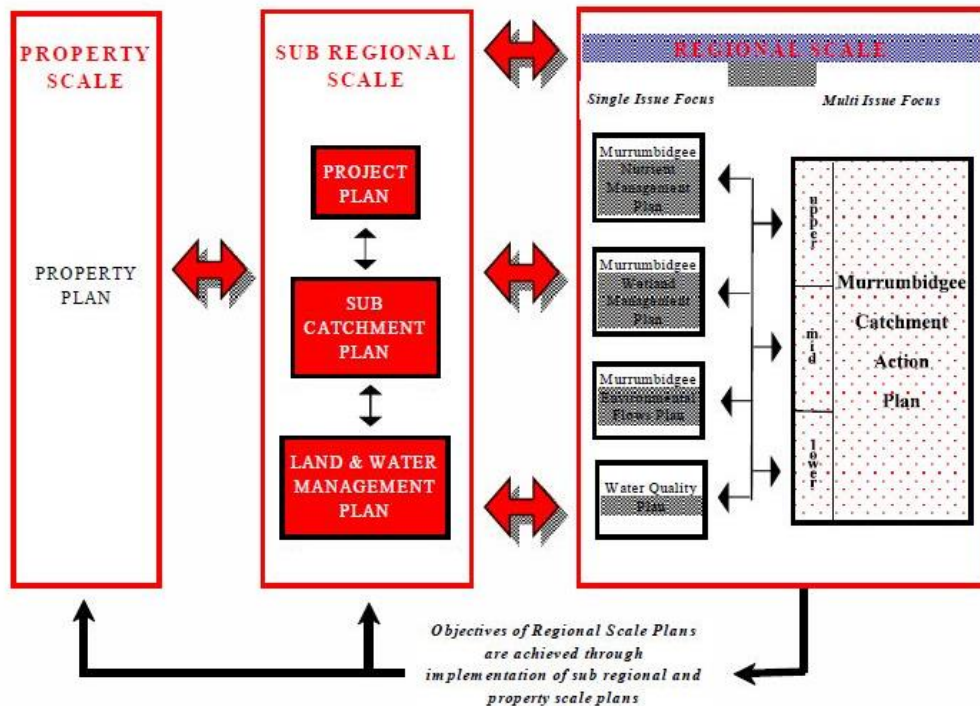 PROPERTY
SCALE
PROPERTY
PLAN
SUB REGIONAL
SCALE
PROJECT
PLAN
SUB
CATCHMENT
PLAN
LAND & WATER
MANAGEMENT
PLAN
REGIONAL SCALE
Single Issue Focus
Multi Issue Focus
Murrumbidgee
Nutrient
Management
Plan
Murrumbidgee
Wetland
Management
Plan
Murrumbidgee
Environmental
Flows Plan
Water Quality
Plan
upper
mid
lower
Murrumbidgee
Catchment
Action
Plan
Objectives of Regional Scale Plans
are achieved through
implementation of sub regional and
property scale plans